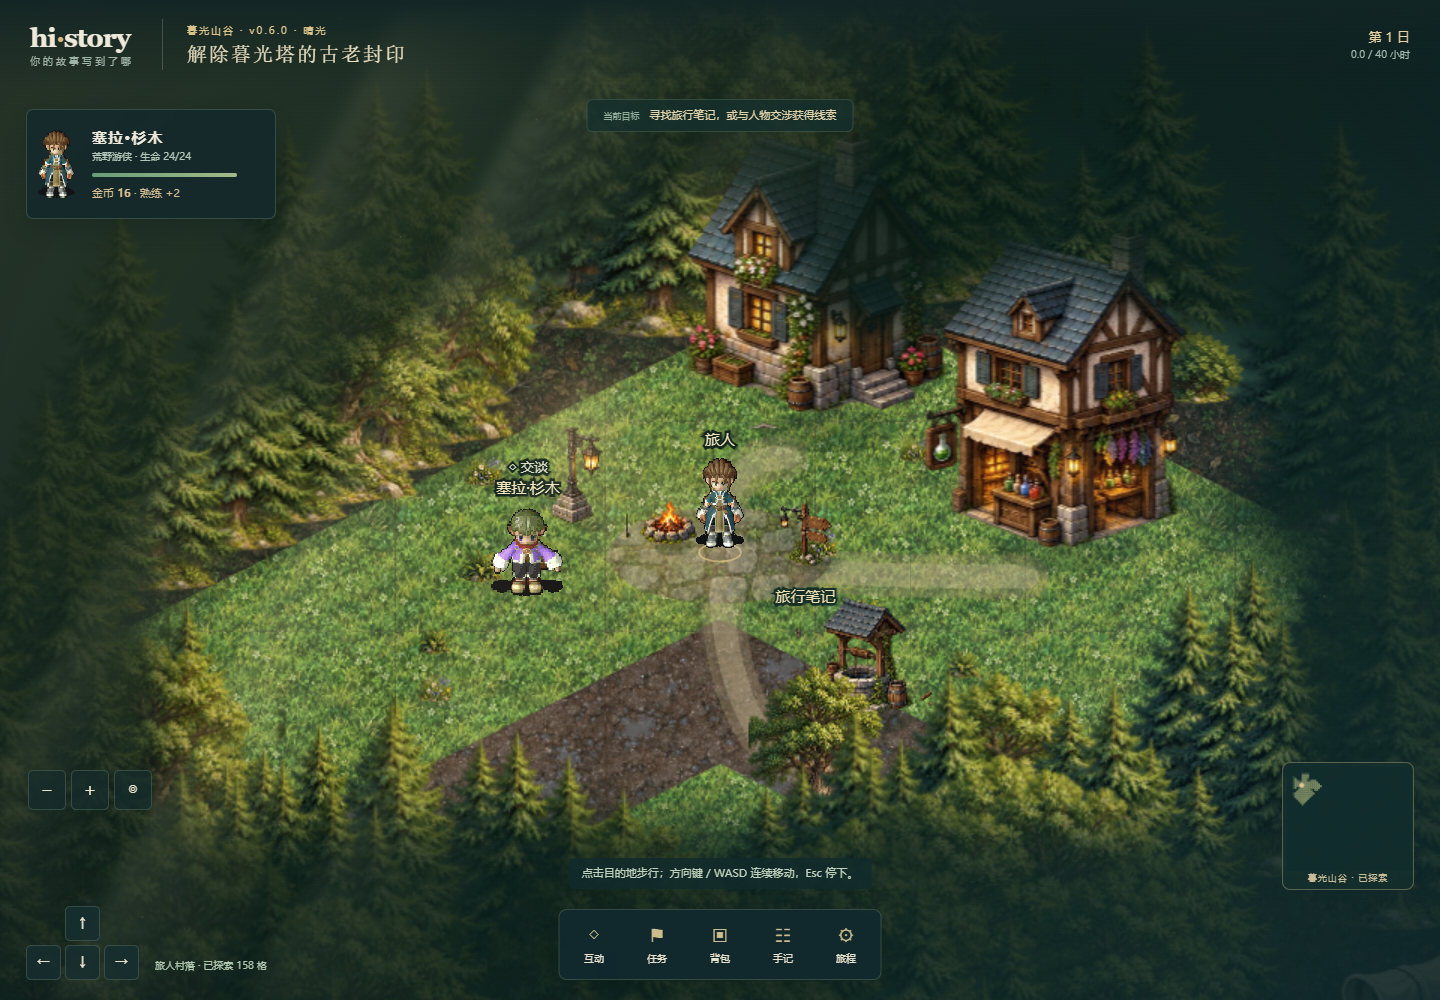 hi·story
你的故事写到了哪
暮光山谷 · v0.6.0 · 晴光
解除暮光塔的古老封印
第 1 日
0.0 / 40 小时
当前目标 寻找旅行笔记，或与人物交涉获得线索
塞拉·杉木
荒野游侠 · 生命 24/24
金币 16 · 熟练 +2
旅人
◇ 交谈
塞拉·杉木
旅行笔记
暮光山谷 · 已探索
点击目的地步行；方向键 / WASD 连续移动，Esc 停下。
互动 任务 背包 手记 旅程
旅人村落 · 已探索 158 格